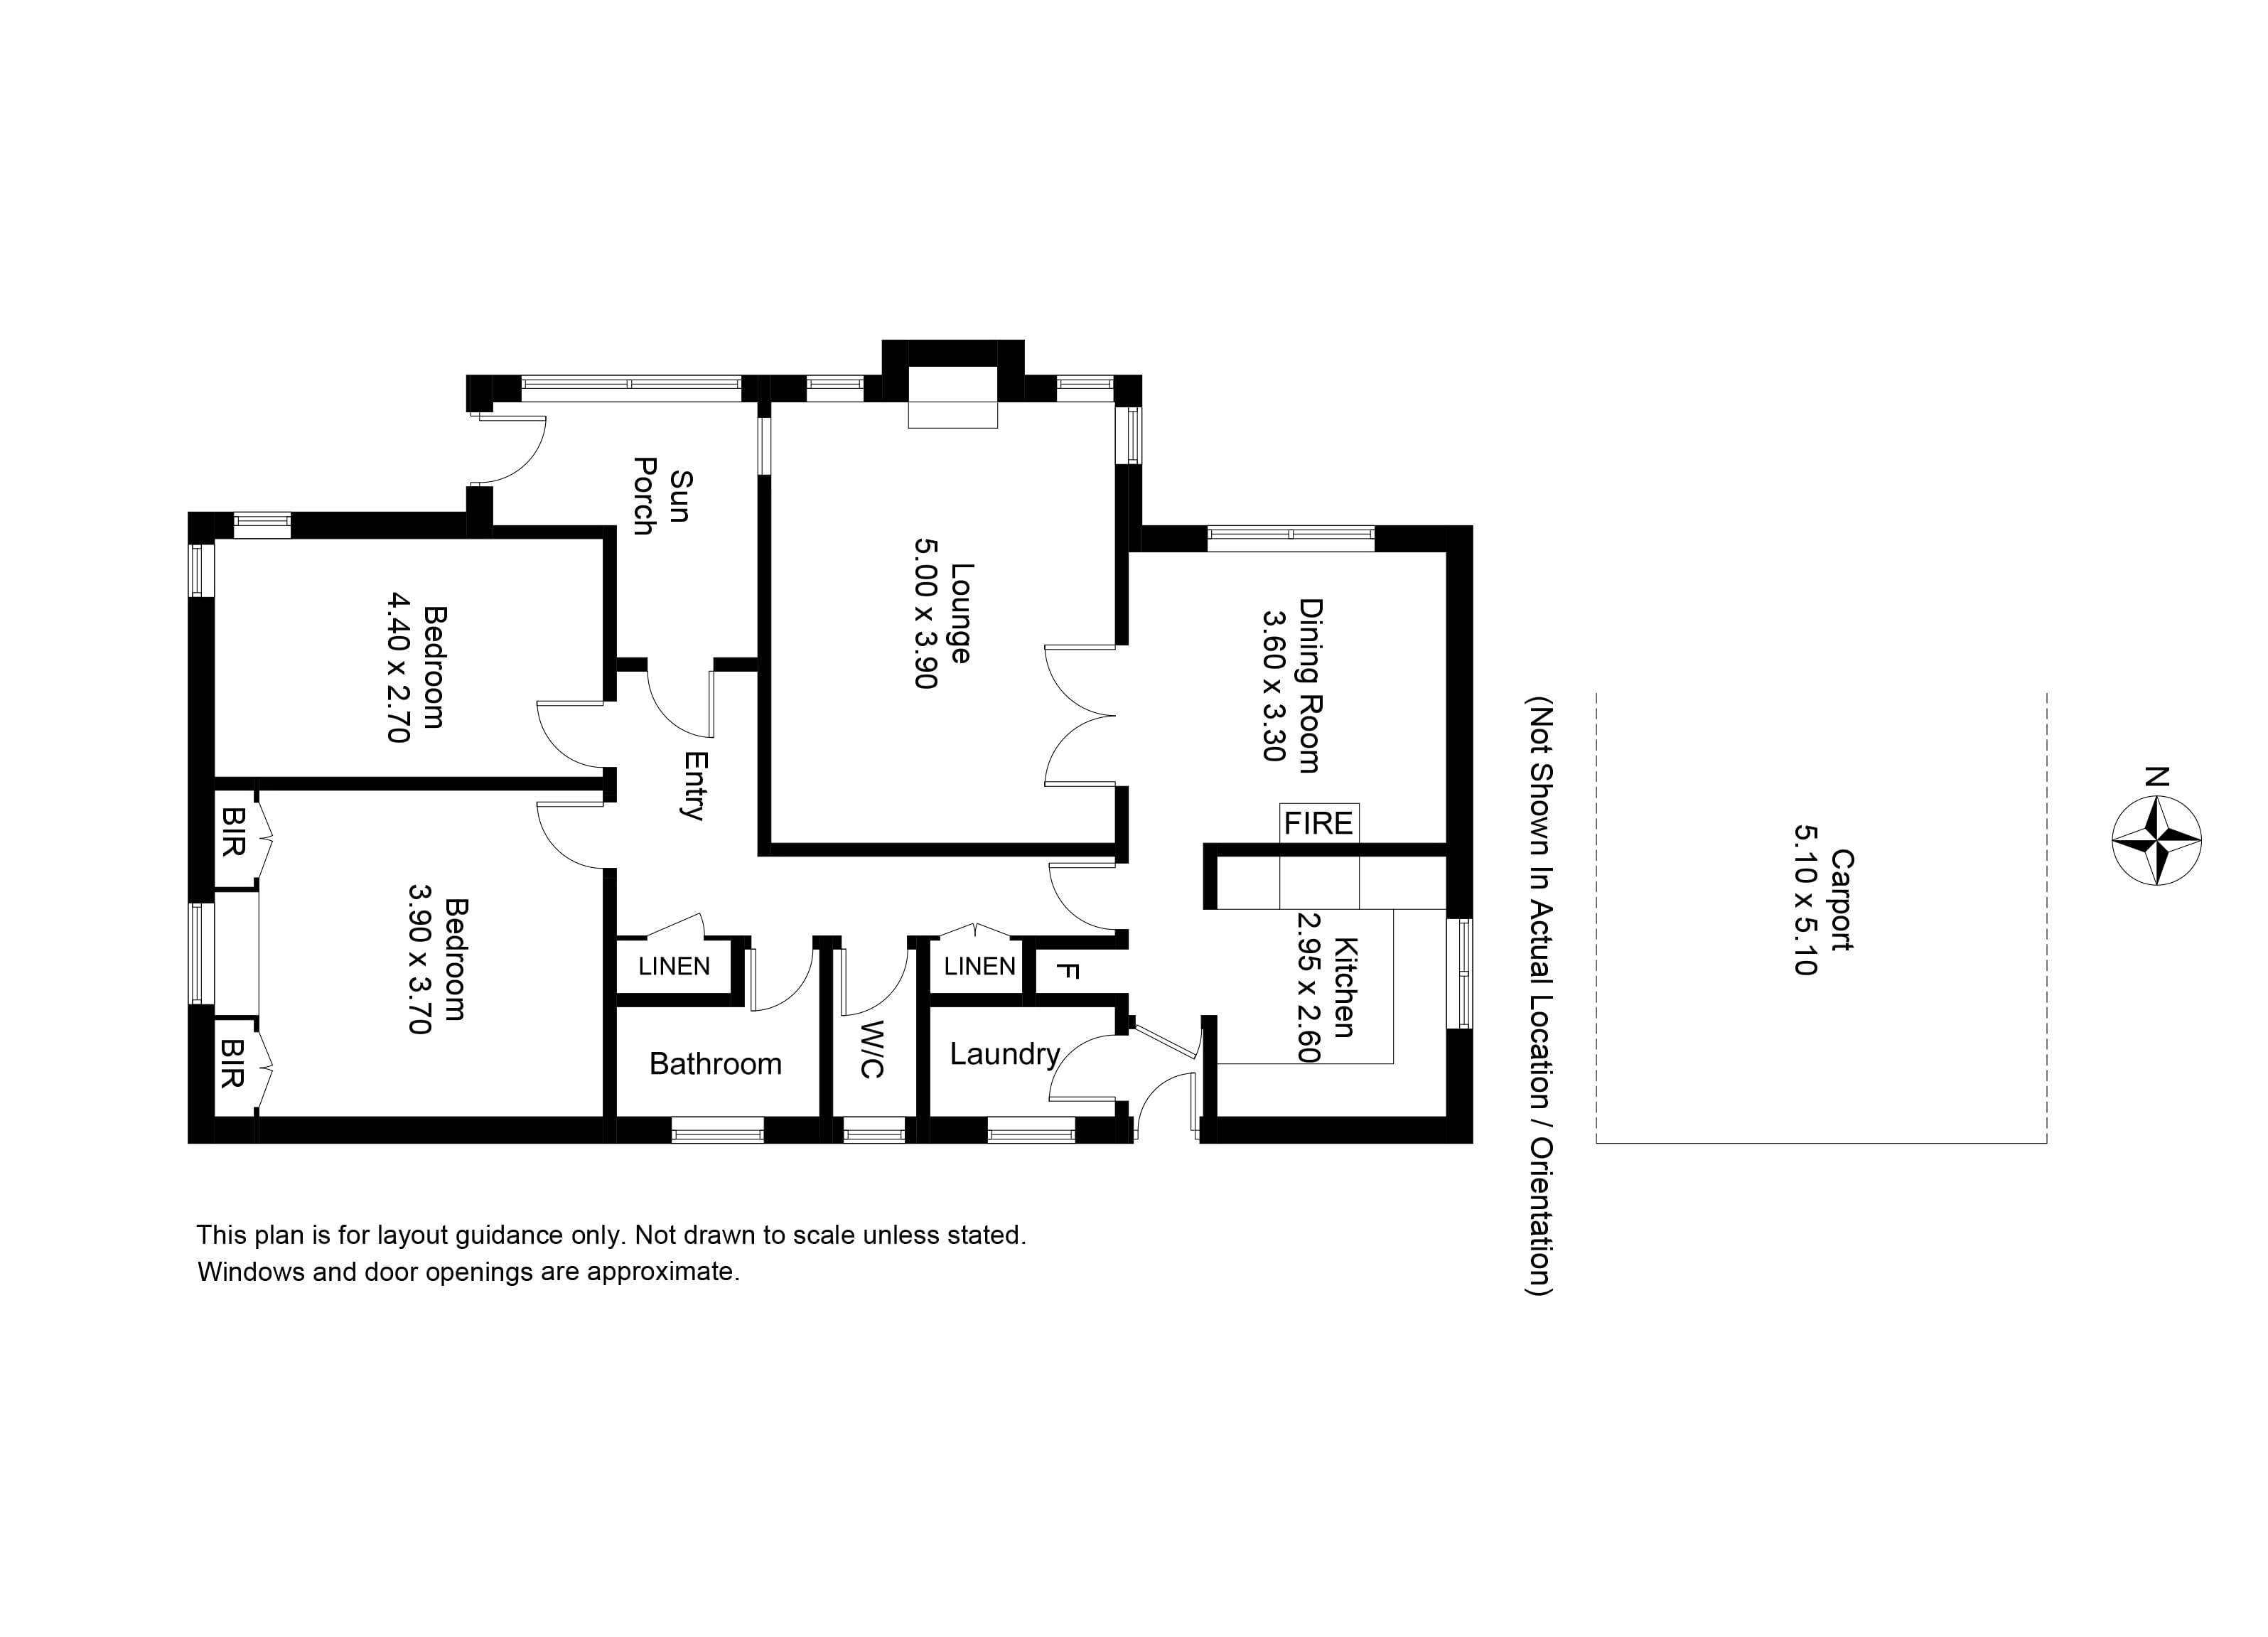 Sun
Porch
Lounge
5.00 x 3.90
Dining Room
3.60 x 3.30
Bedroom
4.40 x 2.70
Entry
FIRE
BIR
Bedroom
3.90 x 3.70
BIR
LINEN
LINEN
F
Kitchen
2.95 x 2.60
Bathroom
W/C
Laundry
(Not Shown In Actual Location / Orientation)
Carport
5.10 x 5.10
N
This plan is for layout guidance only. Not drawn to scale unless stated.
Windows and door openings are approximate.